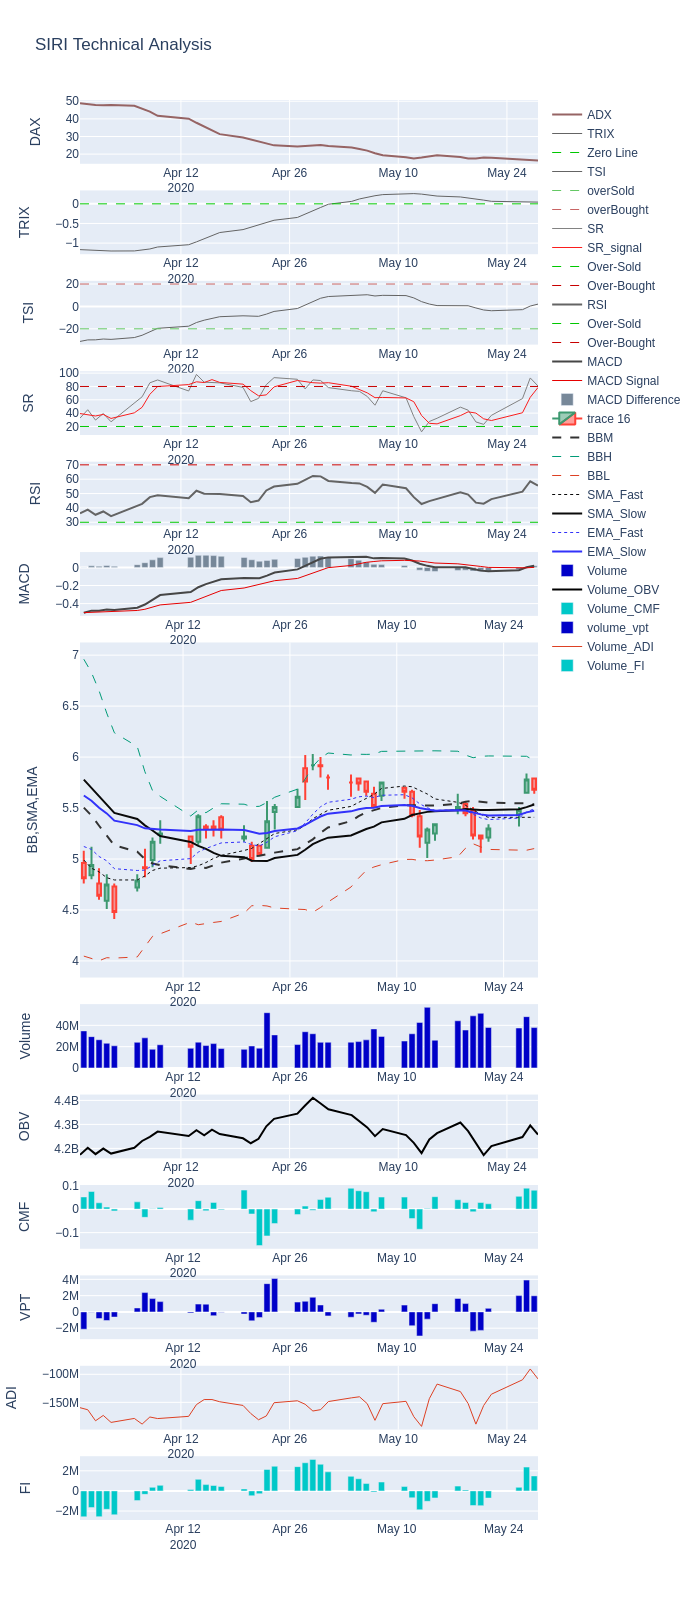 SIRI Technical Analysis
DAX
50
40
30
20
Apr 12
2020
Apr 26
May 10
May 24
TRIX
0
−0.5
−1
Apr 12
2020
Apr 26
May 10
May 24
TSI
20
0
−20
Apr 12
2020
Apr 26
May 10
May 24
SR
100
80
60
40
20
Apr 12
2020
Apr 26
May 10
May 24
RSI
70
60
50
40
30
Apr 12
2020
Apr 26
May 10
May 24
MACD
0
−0.2
−0.4
Apr 12
2020
Apr 26
May 10
May 24
BB,SMA,EMA
7
6.5
6
5.5
5
4.5
4
Apr 12
2020
Apr 26
May 10
May 24
Volume
40M
20M
0
Apr 12
2020
Apr 26
May 10
May 24
OBV
4.4B
4.3B
4.2B
Apr 12
2020
Apr 26
May 10
May 24
CMF
0.1
0
−0.1
Apr 12
2020
Apr 26
May 10
May 24
VPT
4M
2M
0
−2M
Apr 12
2020
Apr 26
May 10
May 24
ADI
−100M
−150M
Apr 12
2020
Apr 26
May 10
May 24
FI
2M
0
−2M
Apr 12
2020
Apr 26
May 10
May 24
ADX
TRIX
Zero Line
TSI
overSold
overBought
SR
SR_signal
Over-Sold
Over-Bought
RSI
Over-Sold
Over-Bought
MACD
MACD Signal
MACD Difference
trace 16
BBM
BBH
BBL
SMA_Fast
SMA_Slow
EMA_Fast
EMA_Slow
Volume
Volume_OBV
Volume_CMF
volume_vpt
Volume_ADI
Volume_FI